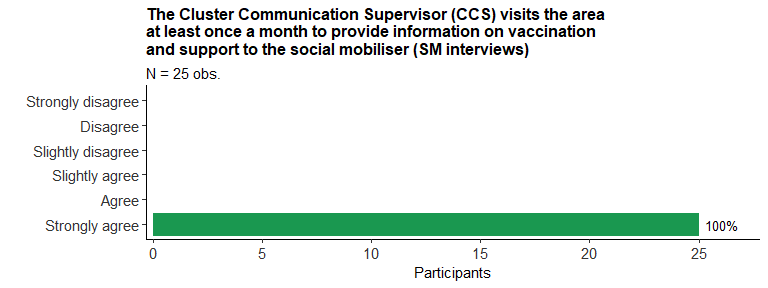 The Cluster Communication Supervisor (CCS) visits the area
at least once a month to provide information on vaccination
and support to the social mobiliser (SM interviews)
N = 25 obs.
Strongly disagree
Disagree
Slightly disagree
Slightly agree
Agree
Strongly agree
100%
0 5 10 15 20 25
Participants